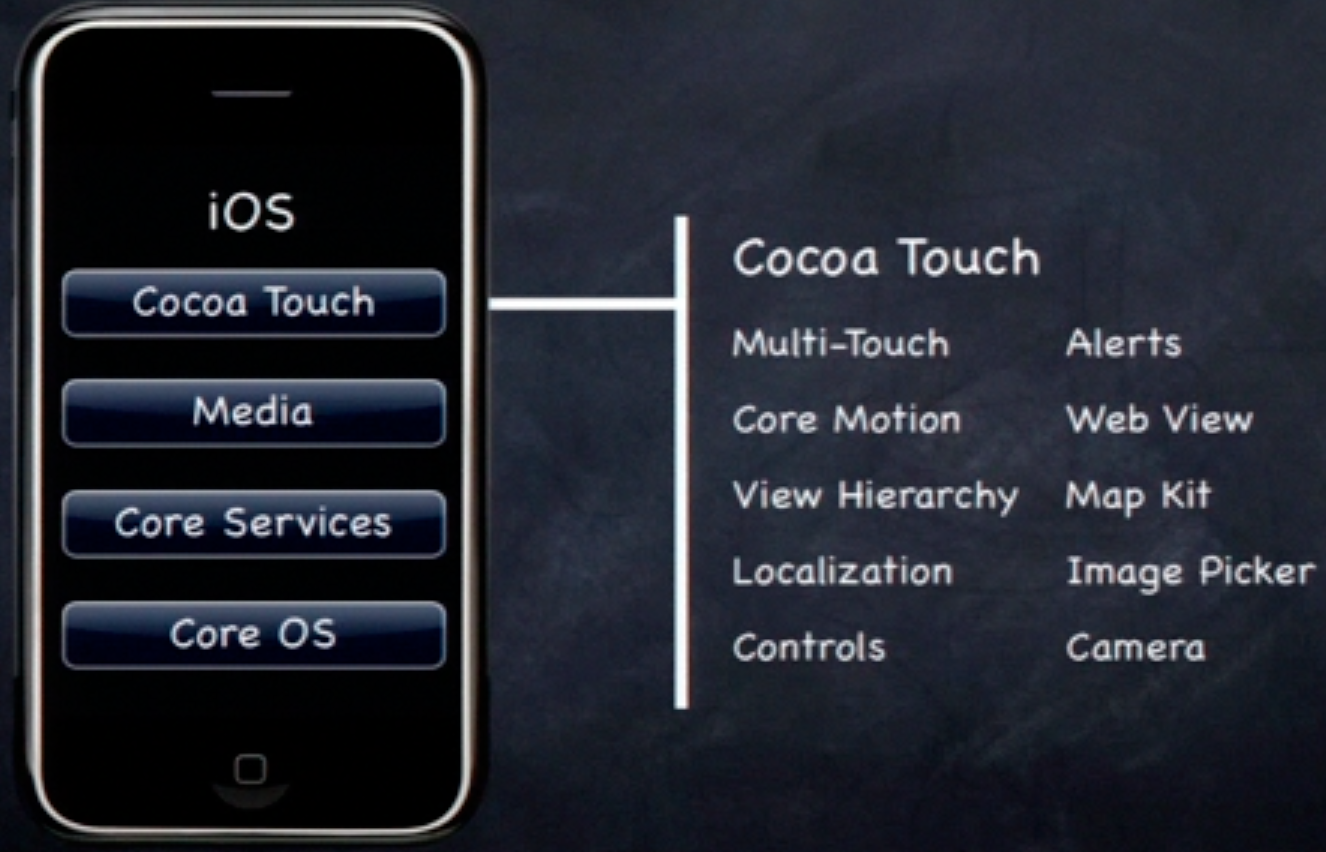 iOS
Cocoa Touch
Media
Core Services
Core OS
Cocoa Touch
Multi-Touch
Alerts
Core Motion
Web View
View Hierarchy
Map Kit
Localization
Image Picker
Controls
Camera